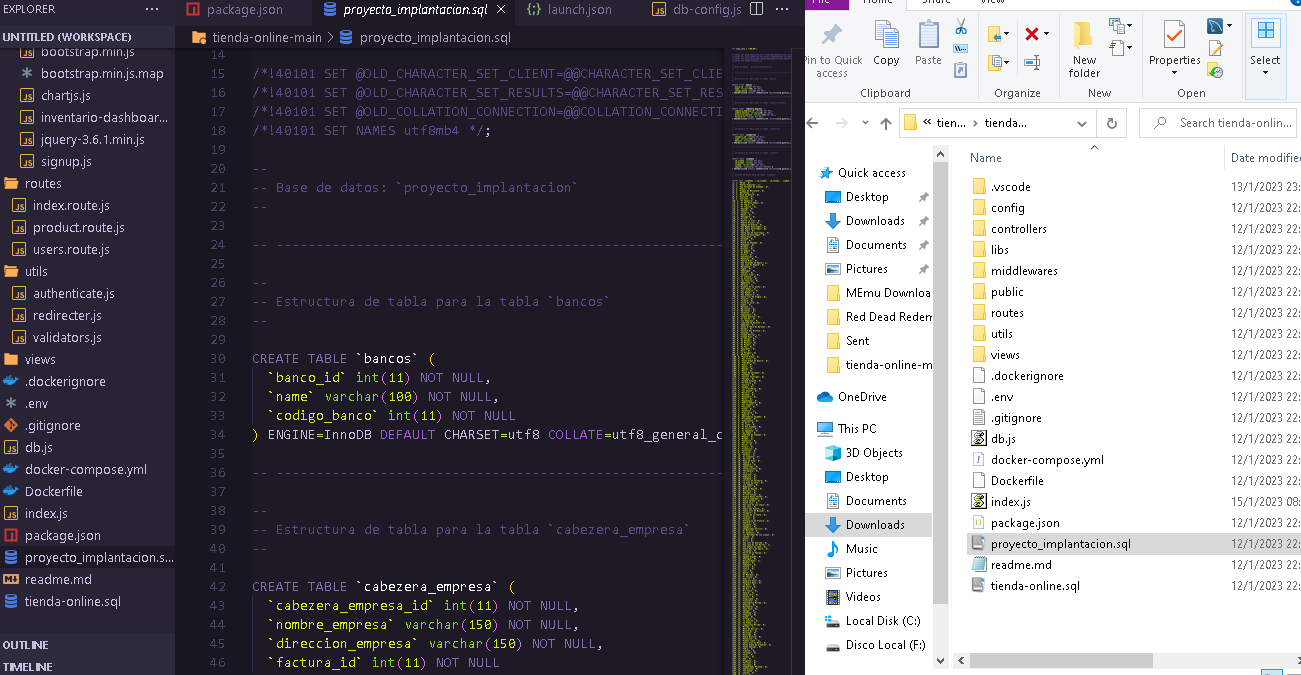 EXPLORER ···
UNTITLED (WORKSPACE)
bootstrap.min.js
bootstrap.min.js.map
chartjs.js
inventario-dashboar...
jquery-3.6.1.min.js
signup.js
routes
index.route.js
product.route.js
users.route.js
utils
authenticate.js
redirecter.js
validators.js
views
.dockerignore
.env
.gitignore
db.js
docker-compose.yml
Dockerfile
index.js
package.json
proyecto_implantacion.s...
readme.md
tienda-online.sql
OUTLINE
TIMELINE
package.json proyecto_implantacion.sql launch.json db-config.js ···
tienda-online-main > proyecto_implantacion.sql
14
15 /*!40101 SET @OLD_CHARACTER_SET_CLIENT=@@CHARACTER_SET_CLIE
16 /*!40101 SET @OLD_CHARACTER_SET_RESULTS=@@CHARACTER_SET_RES
17 /*!40101 SET @OLD_COLLATION_CONNECTION=@@COLLATION_CONNECTI
18 /*!40101 SET NAMES utf8mb4 */;
19
20 --
21 -- Base de datos: `proyecto_implantacion`
22 --
23
24 -----------------------------------------------------------
25
26 --
27 -- Estructura de tabla para la tabla `bancos`
28 --
29
30 CREATE TABLE `bancos` (
31 `banco_id` int(11) NOT NULL,
32 `name` varchar(100) NOT NULL,
33 `codigo_banco` int(11) NOT NULL
34 ) ENGINE=InnoDB DEFAULT CHARSET=utf8 COLLATE=utf8_general_c
35
36 -----------------------------------------------------------
37
38 --
39 -- Estructura de tabla para la tabla `cabezera_empresa`
40 --
41
42 CREATE TABLE `cabezera_empresa` (
43 `cabezera_empresa_id` int(11) NOT NULL,
44 `nombre_empresa` varchar(150) NOT NULL,
45 `direccion_empresa` varchar(150) NOT NULL,
46 `factura_id` int(11) NOT NULL
File Home Share View
Pin to Quick access
Copy
Paste
Clipboard
Organize
New folder
New
Properties
Open
Select
« tien... > tienda...
Search tienda-online-...
Quick access
Desktop
Downloads
Documents
Pictures
MEmu Downloa
Red Dead Redem
Sent
tienda-online-m
OneDrive
This PC
3D Objects
Desktop
Documents
Downloads
Music
Pictures
Videos
Local Disk (C:)
Disco Local (F:)
Name Date modified
.vscode 13/1/2023 23:
config 12/1/2023 22:
controllers 12/1/2023 22:
libs 12/1/2023 22:
middlewares 12/1/2023 22:
public 12/1/2023 22:
routes 12/1/2023 22:
utils 12/1/2023 22:
views 12/1/2023 22:
.dockerignore 12/1/2023 22:
.env 12/1/2023 22:
.gitignore 12/1/2023 22:
db.js 12/1/2023 22:
docker-compose.yml 12/1/2023 22:
Dockerfile 12/1/2023 22:
index.js 15/1/2023 08:
package.json 12/1/2023 22:
proyecto_implantacion.sql 12/1/2023 22:
readme.md 12/1/2023 22:
tienda-online.sql 12/1/2023 22: